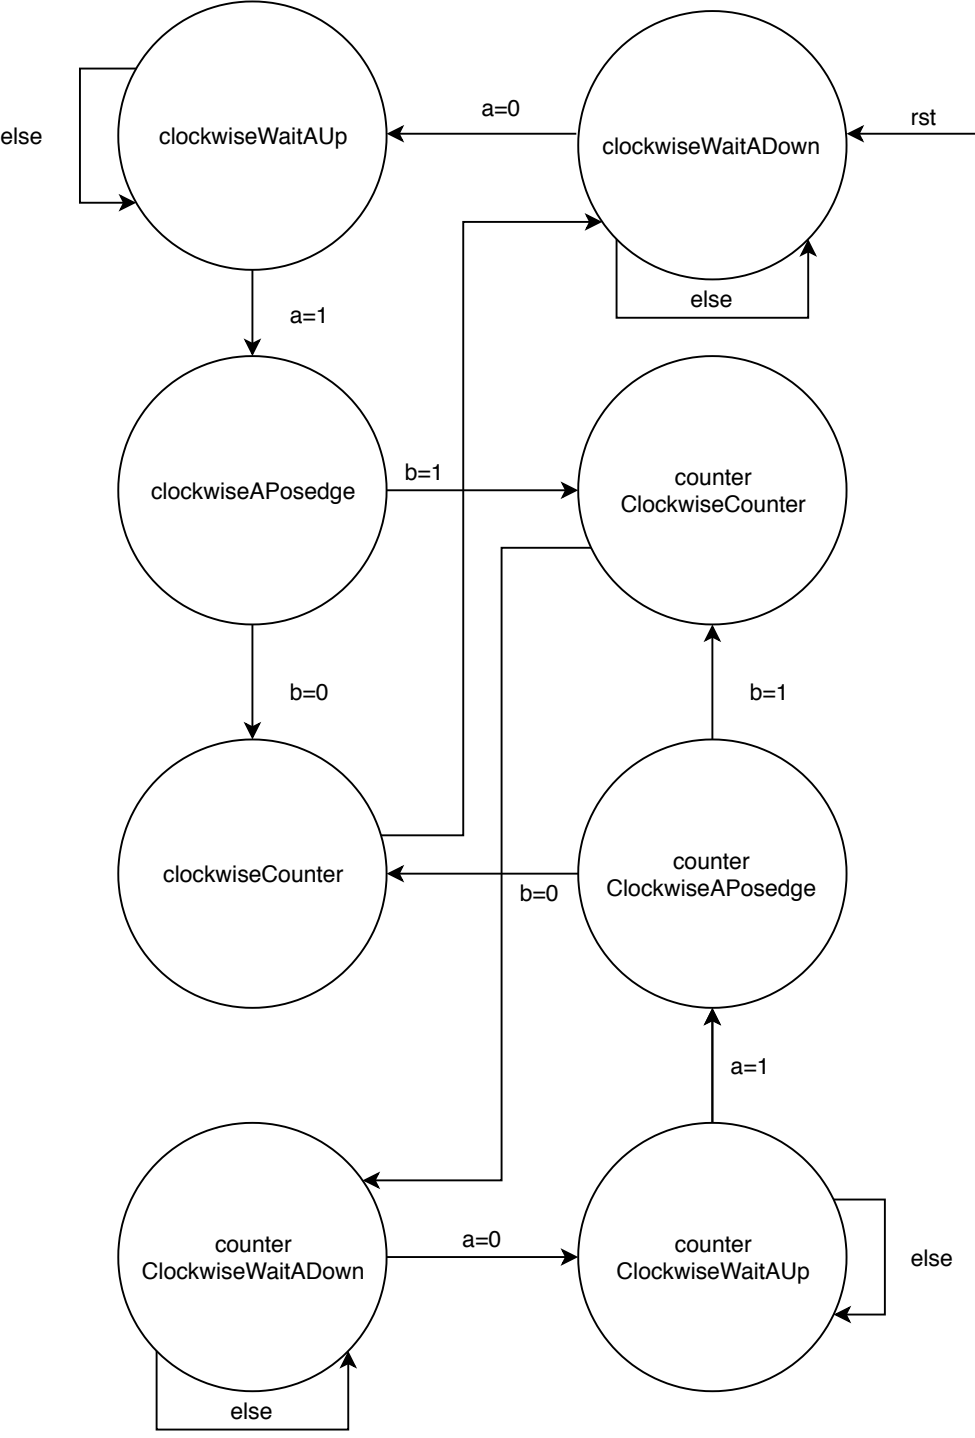 a=0
rst
else
clockwiseWaitAUp
clockwiseWaitADown
else
a=1
b=1
clockwiseAPosedge
counter
ClockwiseCounter
b=0
b=1
clockwiseCounter
counter
ClockwiseAPosedge
b=0
a=1
a=0
counter
ClockwiseWaitADown
counter
ClockwiseWaitAUp
else
else